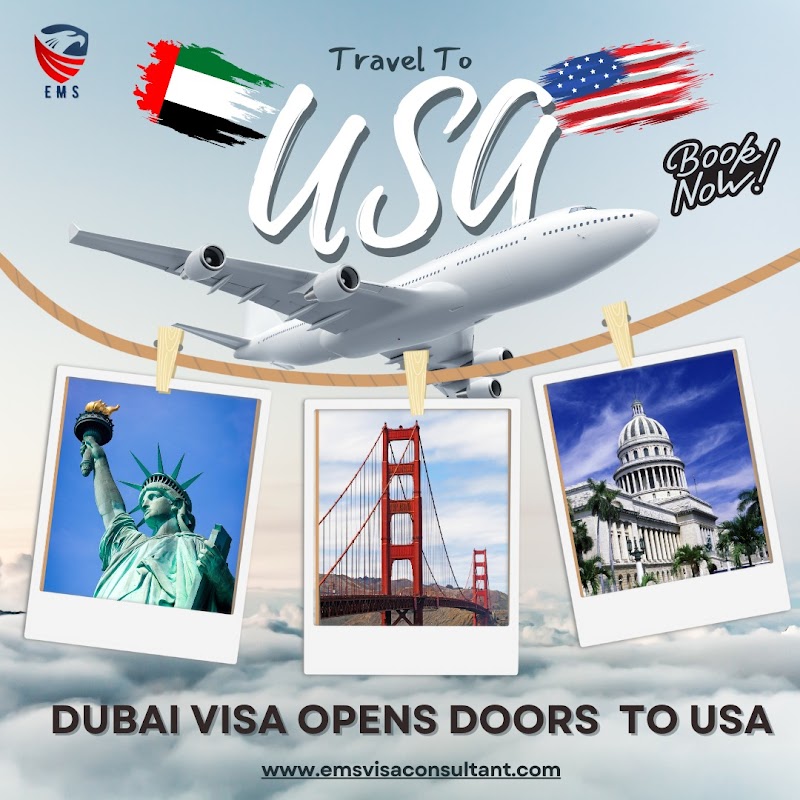 EMS
Travel To
USA
Book
Now!
DUBAI VISA OPENS DOORS TO USA
www.emsvisaconsultant.com